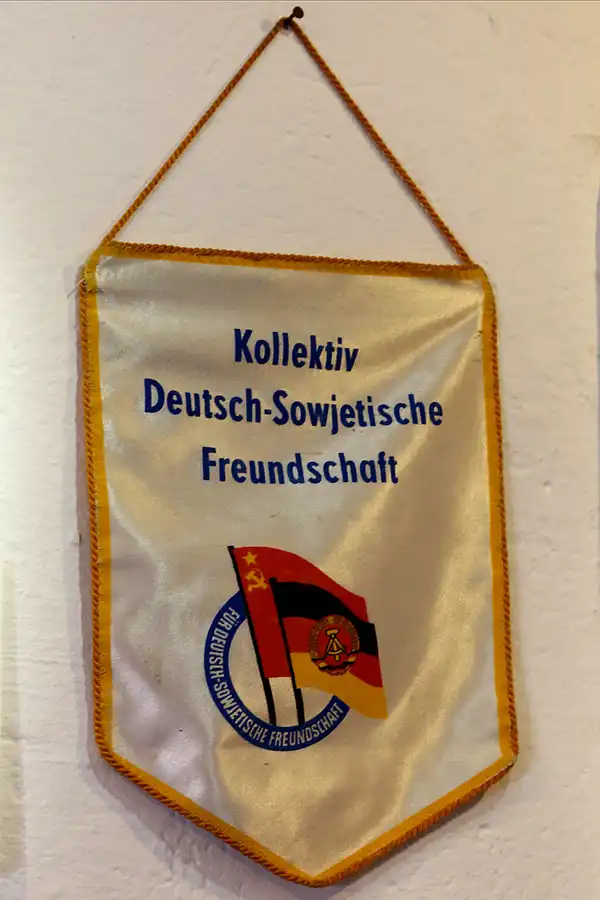 Kollektiv
Deutsch-Sowjetische
Freundschaft
FÜR DEUTSCH-SOWJETISCHE FREUNDSCHAFT